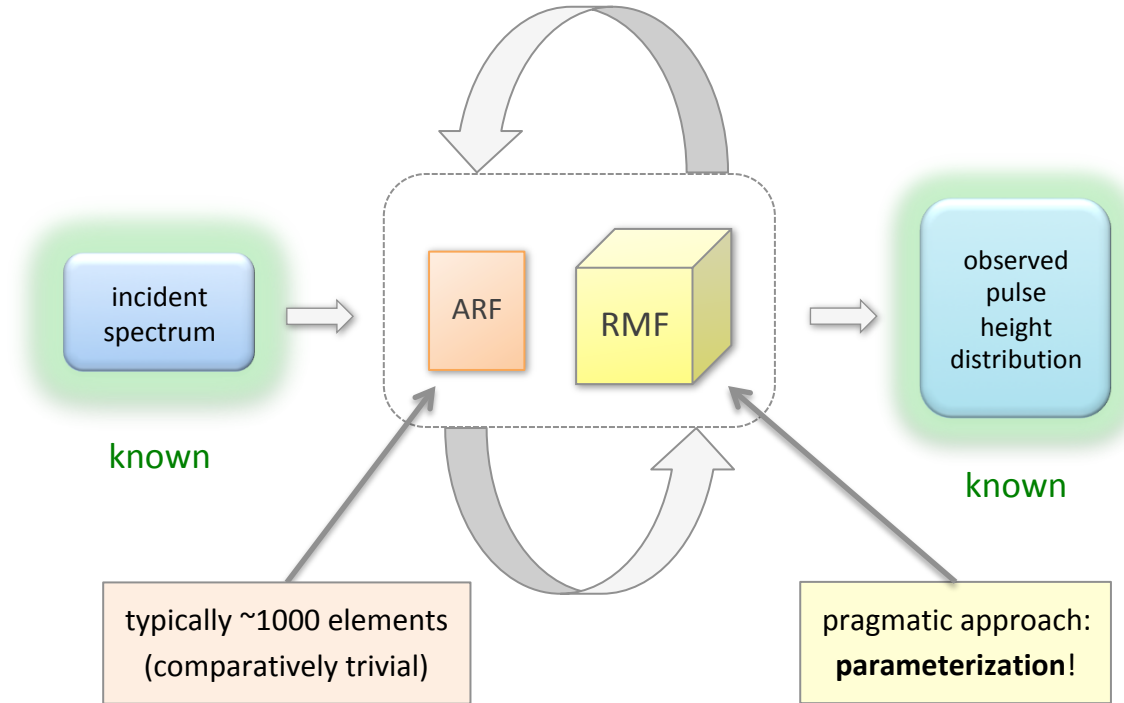 incident
spectrum
known
ARF
RMF
observed
pulse
height
distribution
known
typically ~1000 elements
(comparatively trivial)
pragmatic approach:
parameterization!